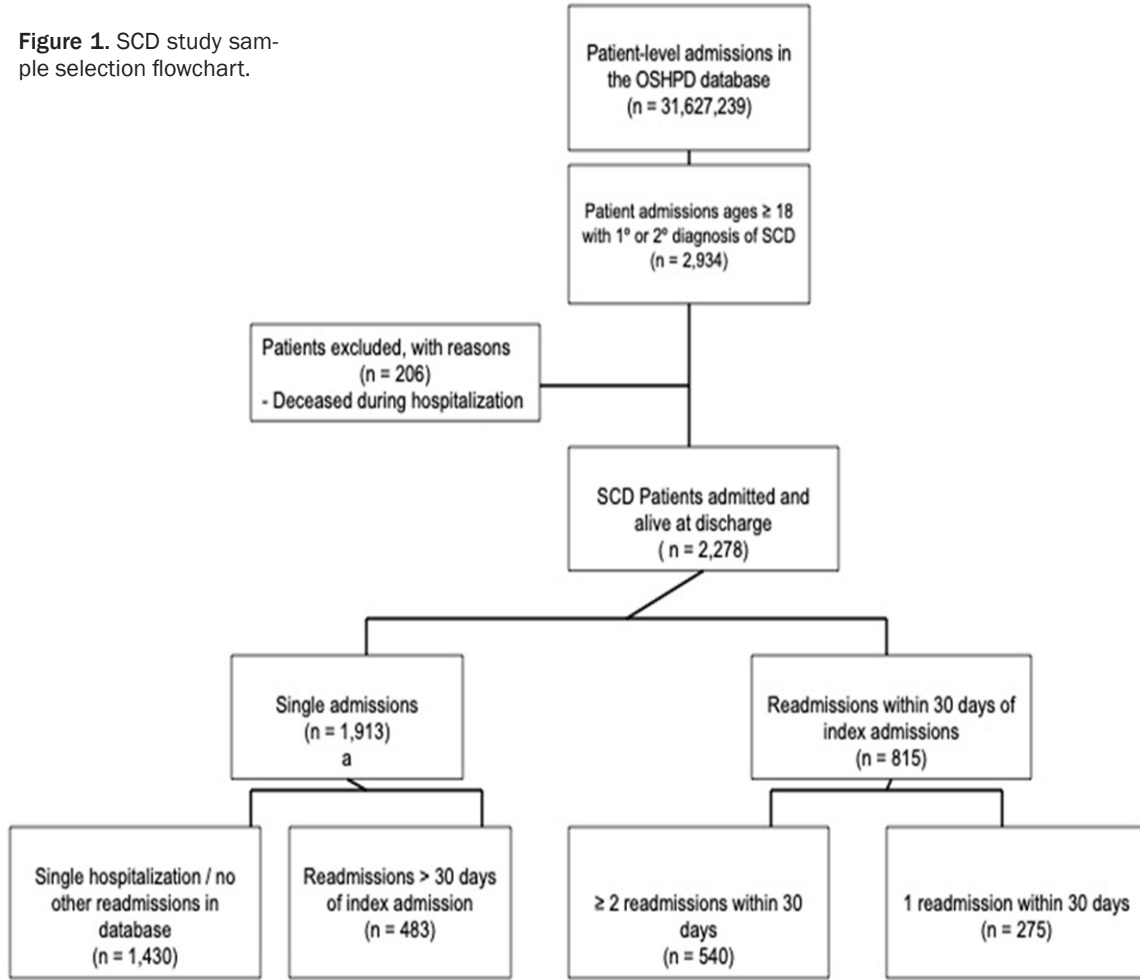 Figure 1. SCD study sam-
ple selection flowchart.
Patient-level admissions in
the OSHPD database
(n = 31,627,239)
Patient admissions ages ≥ 18
with 1º or 2º diagnosis of SCD
(n = 2,934)
Patients excluded, with reasons
(n = 206)
- Deceased during hospitalization
SCD Patients admitted and
alive at discharge
( n = 2,278)
Single admissions
(n = 1,913)
a
Readmissions within 30 days of
index admissions
(n = 815)
Single hospitalization / no
other readmissions in
database
(n = 1,430)
Readmissions > 30 days
of index admission
(n = 483)
≥ 2 readmissions within 30
days
(n = 540)
1 readmission within 30 days
(n = 275)